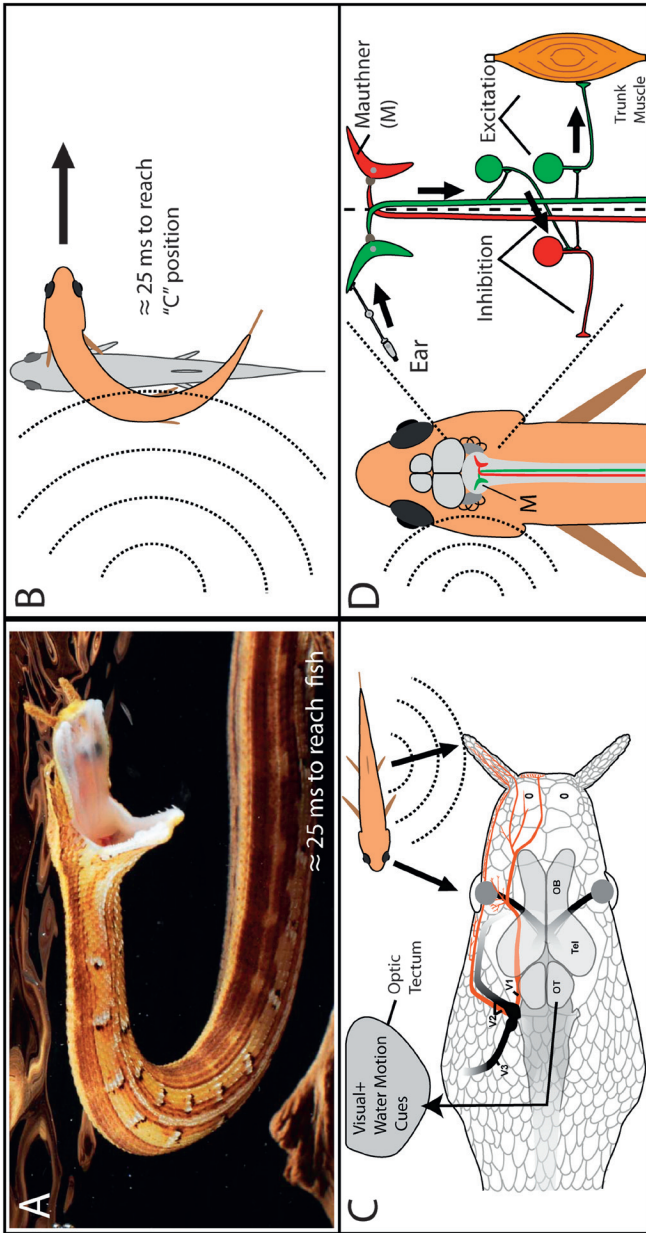 A
≈ 25 ms to reach fish
B
≈ 25 ms to reach
“C” position
C
Visual+
Water Motion
Cues
Optic
Tectum
V1
V2
V3
OT
Tel
OB
D
M
Ear
Mauthner
(M)
Inhibition
Excitation
Trunk
Muscle